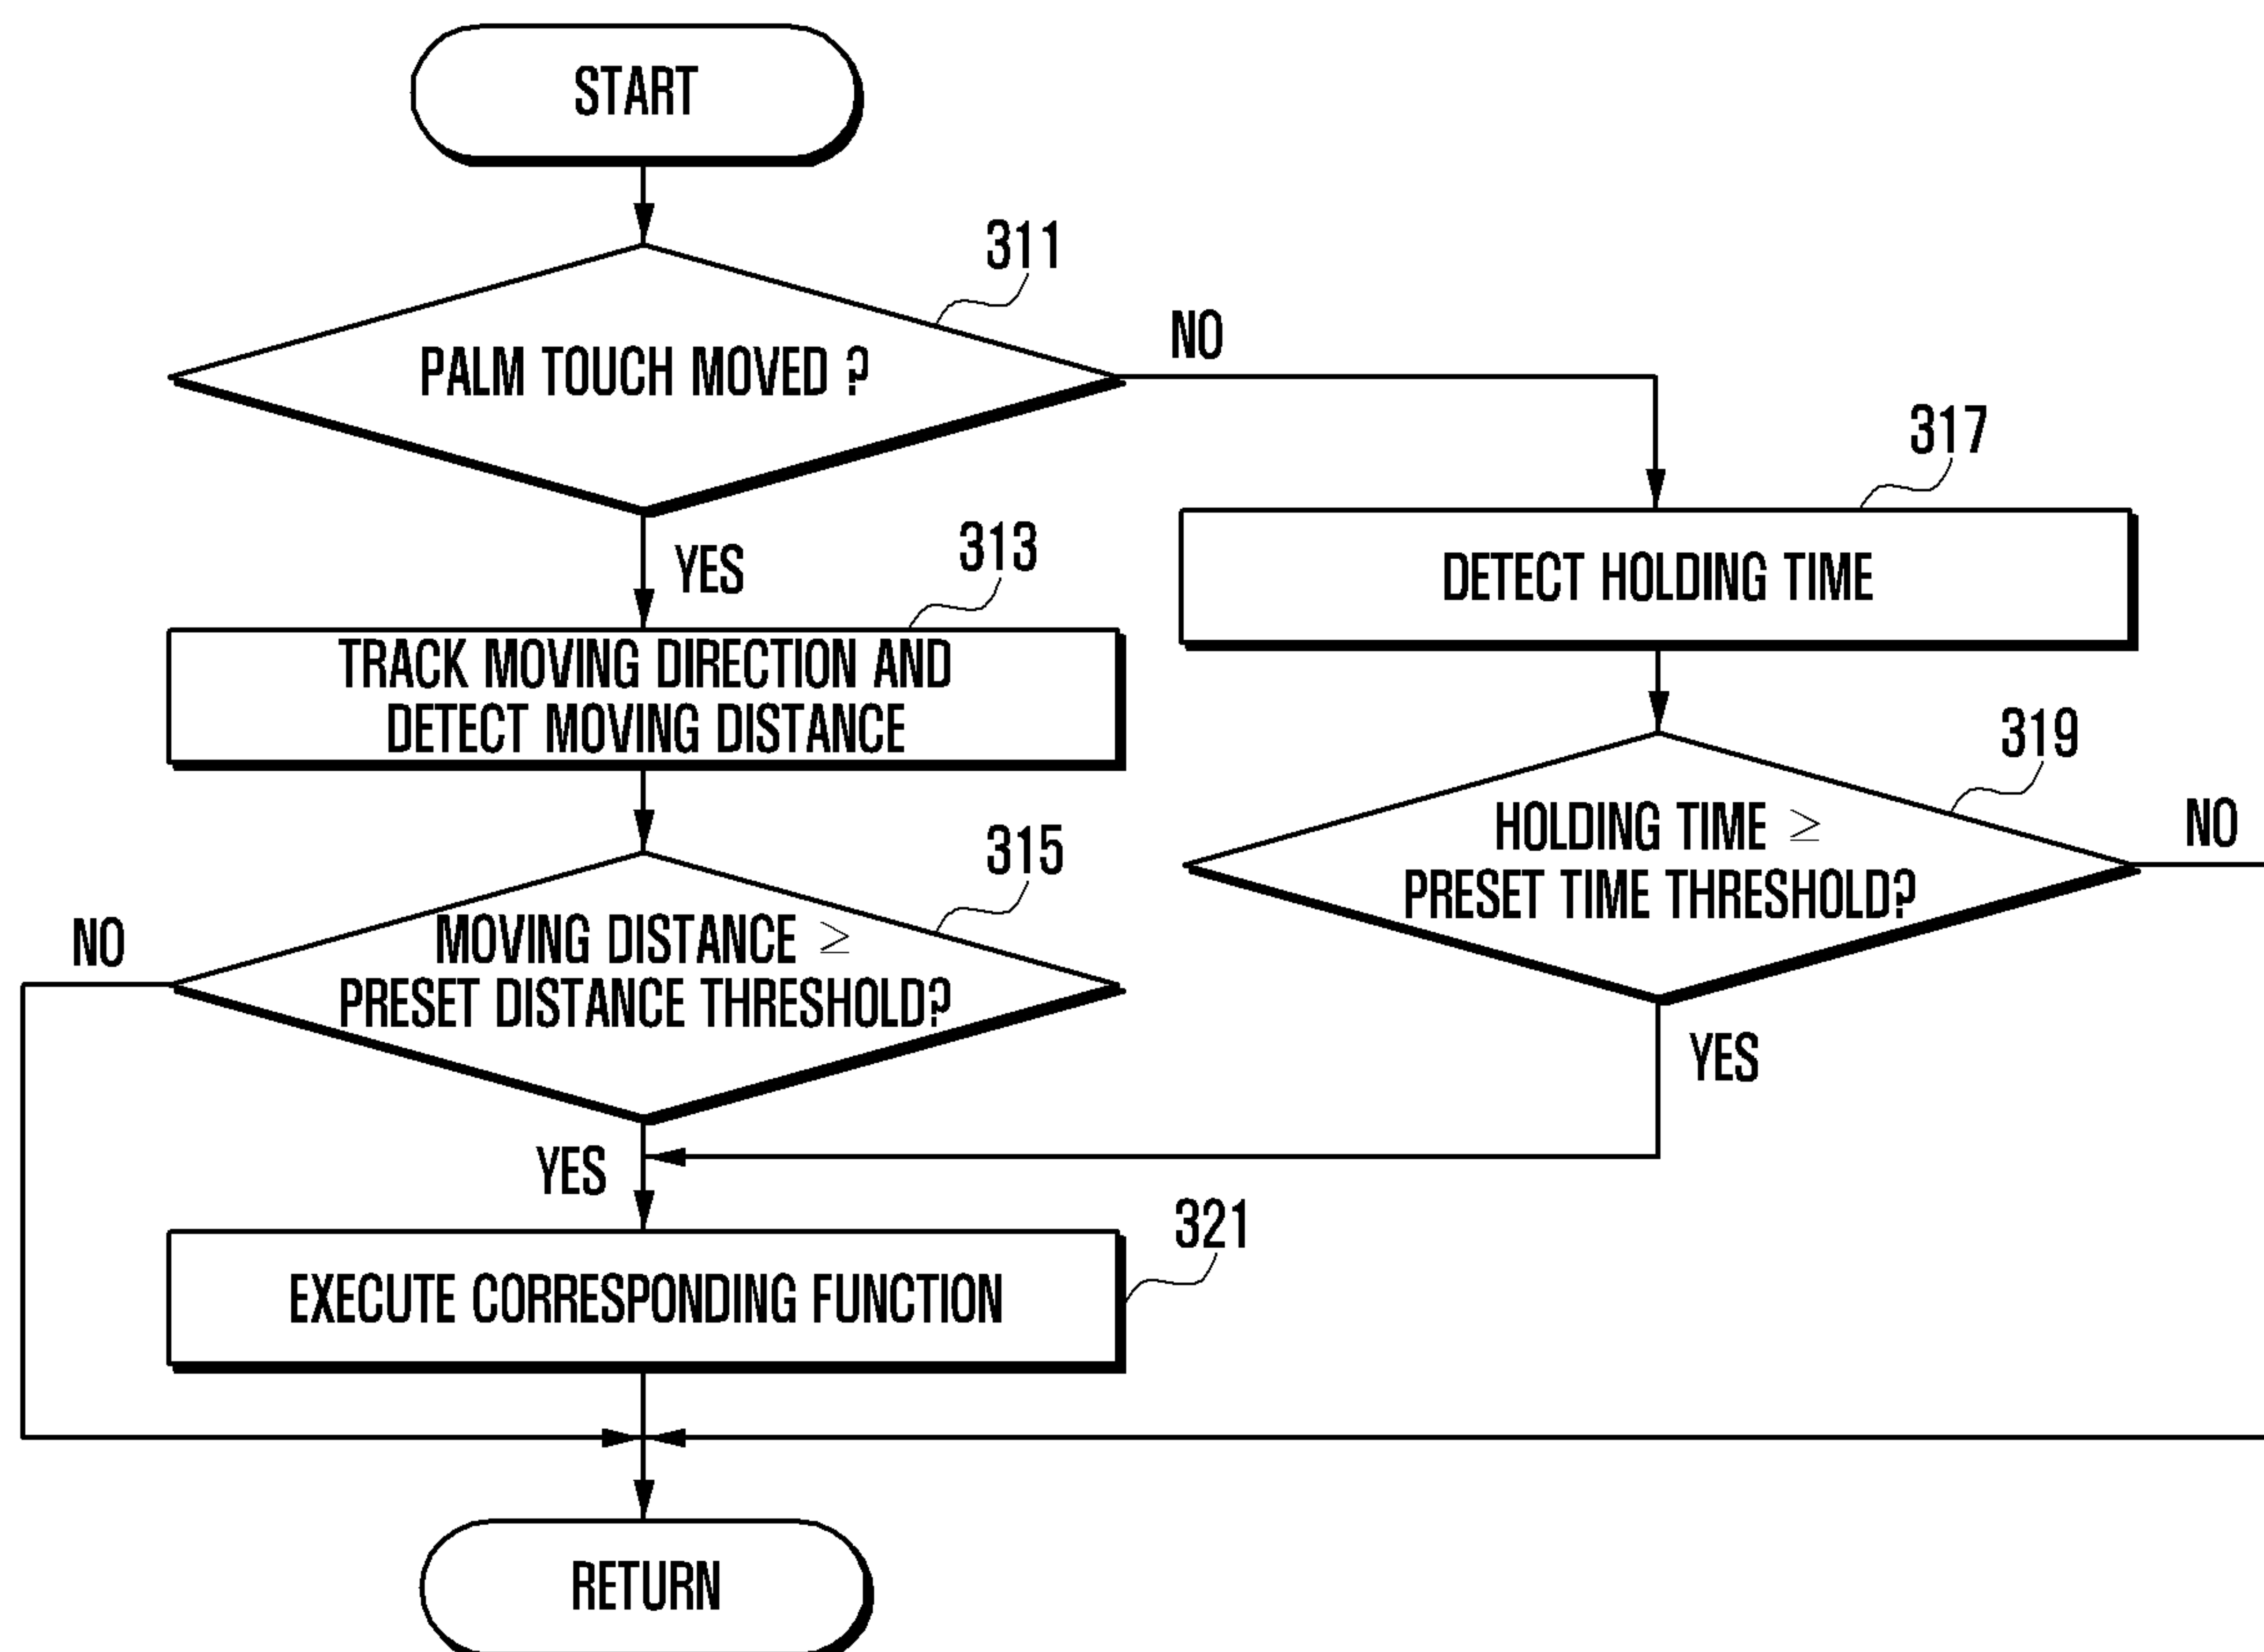 START
311
PALM TOUCH MOVED ?
NO
317
YES
313
DETECT HOLDING TIME
TRACK MOVING DIRECTION AND
DETECT MOVING DISTANCE
319
HOLDING TIME ≥
PRESET TIME THRESHOLD?
NO
315
NO
MOVING DISTANCE ≥
PRESET DISTANCE THRESHOLD?
YES
YES
321
EXECUTE CORRESPONDING FUNCTION
RETURN